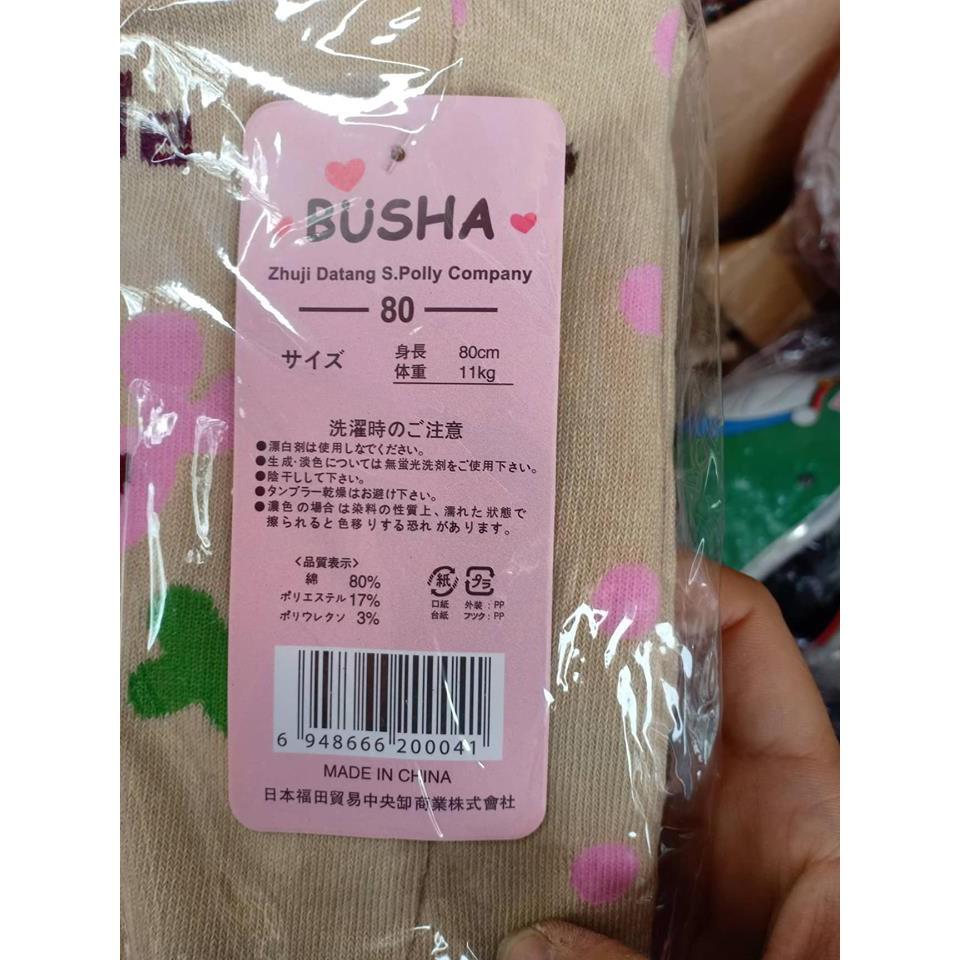 BUSHA
Zhuji Datang S.Polly Company
80
サイズ
身長 80cm
体重 11kg
洗濯時のご注意
●漂白剤は使用しなでください。
●生成・淡色については無蛍光洗剤をご使用下さい。
●陰干しして下さい。
●タンブラー乾燥はお避け下さい。
●濃色の場合は染料の性質上、濡れた状態で
擦られると色移りする恐れがあります。
<品質表示>
綿 80%
ポリエステル 17%
ポリウレクソ 3%
紙 プラ
口紙 外装:PP
台紙 フック:PP
6 948666 200041
MADE IN CHINA
日本福田貿易中央卸商業株式會社